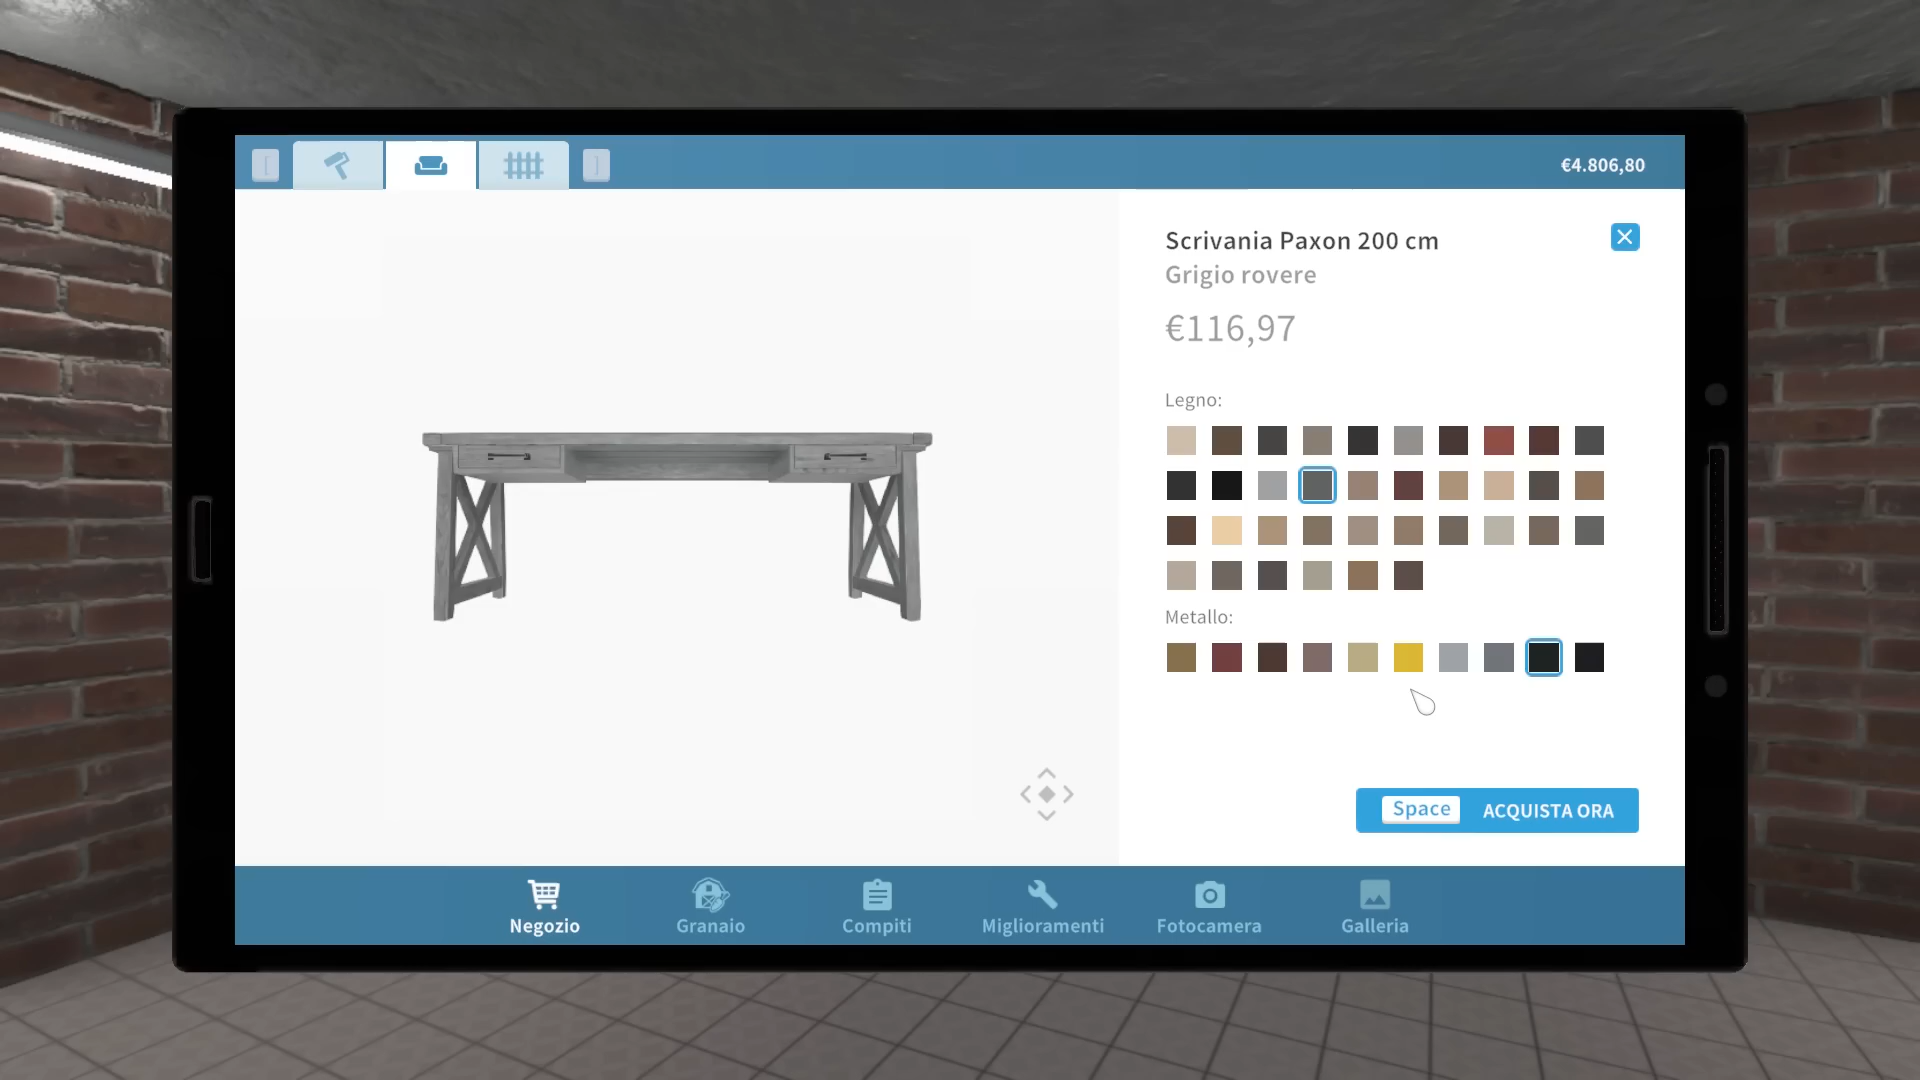 [
]
€4.806,80
Scrivania Paxon 200 cm
Grigio rovere
€116,97
Legno:
Metallo:
Space ACQUISTA ORA
Negozio
Granaio
Compiti
Miglioramenti
Fotocamera
Galleria